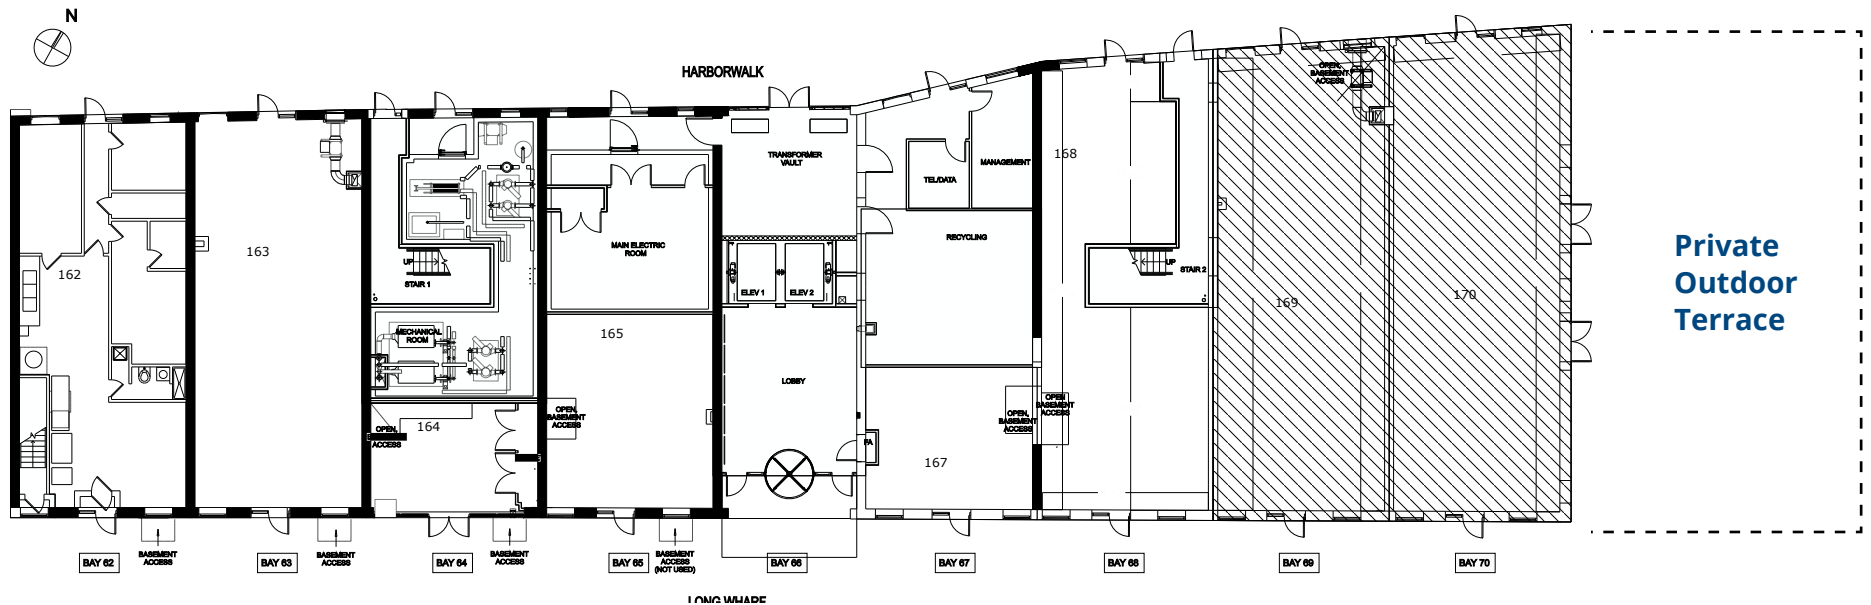 N
HARBORWALK
OPEN,
BASEMENT
ACCESS
TRANSFORMER
VAULT
168
MANAGEMENT
TEL/DATA
163
162
MAIN ELECTRIC
ROOM
RECYCLING
UP
STAIR 1
UP
STAIR 2
ELEV 1
ELEV 2
169
170
Private
Outdoor
Terrace
MECHANICAL
ROOM
165
LOBBY
OPEN,
BASEMENT
ACCESS
OPEN,
BASEMENT
ACCESS
OPEN
BASEMENT
ACCESS
OPEN,
ACCESS
164
FA
167
BAY 62
BASEMENT
ACCESS
BAY 63
BASEMENT
ACCESS
BAY 64
BASEMENT
ACCESS
BAY 65
BASEMENT
ACCESS
(NOT USED)
BAY 66
BAY 67
BAY 68
BAY 69
BAY 70
LONG WHARF